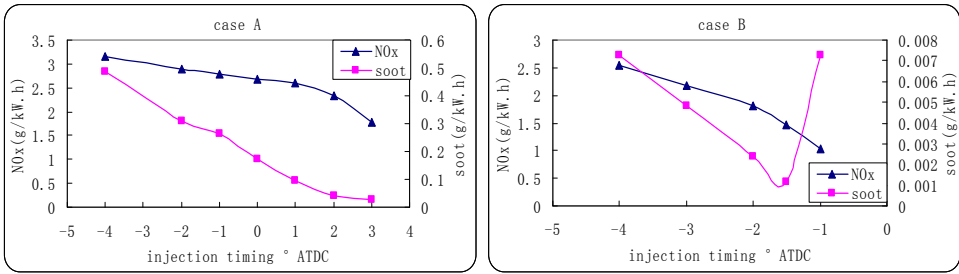 case A
3.5
3
2.5
2
1.5
1
0.5
0
NOx(g/kW.h)
0.6
0.5
0.4
0.3
0.2
0.1
0
soot(g/kW.h)
NOx
soot
-5 -4 -3 -2 -1 0 1 2 3 4
injection timing ° ATDC
case B
3
2.5
2
1.5
1
0.5
0
NOx(g/kW.h)
0.008
0.007
0.006
0.005
0.004
0.003
0.002
0.001
0
soot(g/kW.h)
NOx
soot
-5 -4 -3 -2 -1 0
injection timing ° ATDC